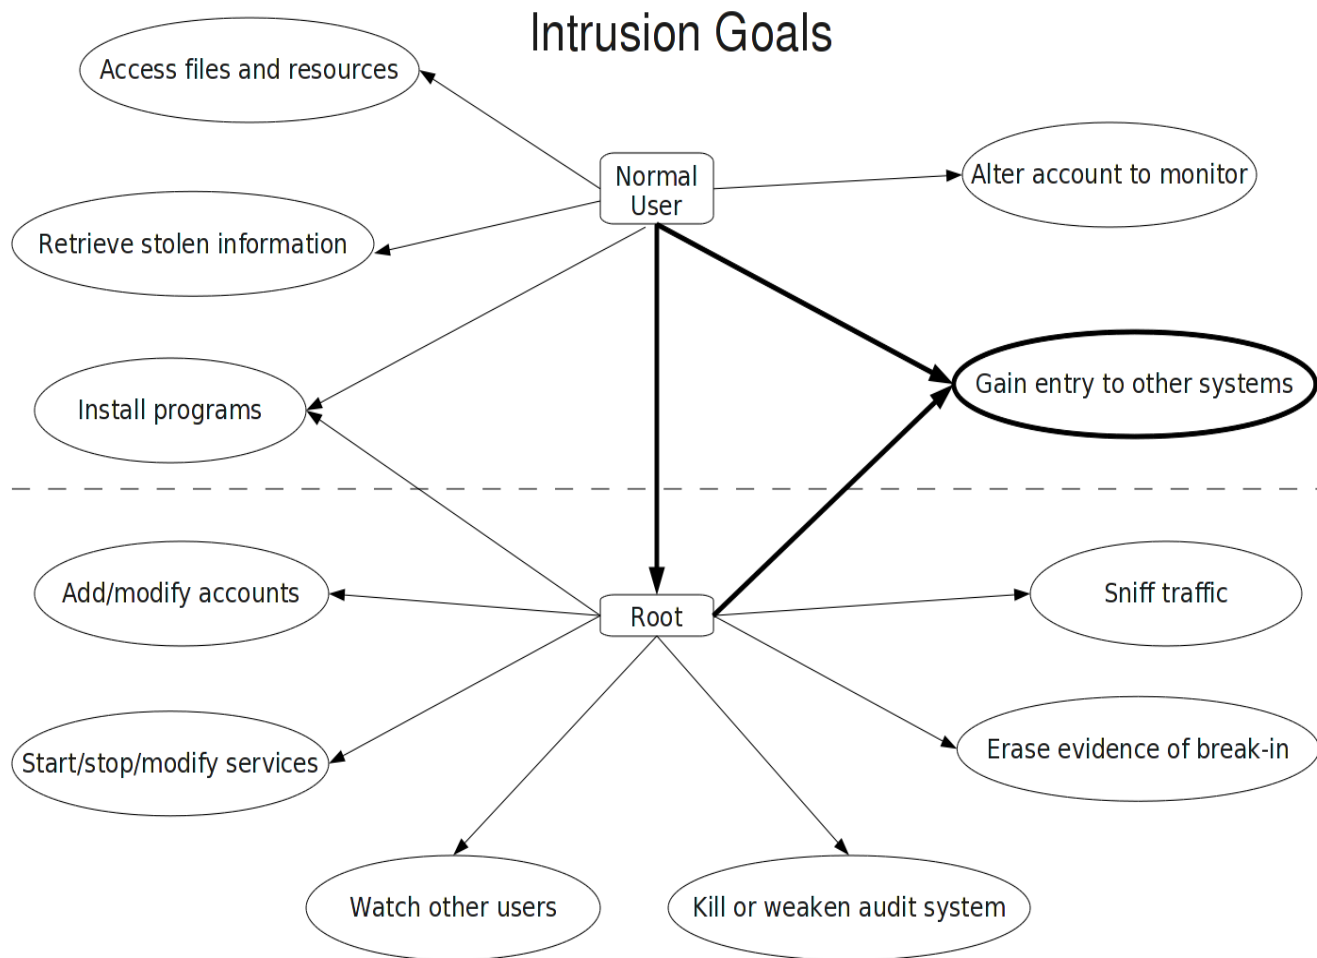 Intrusion Goals
Access files and resources
Normal
User
Alter account to monitor
Retrieve stolen information
Gain entry to other systems
Install programs
Add/modify accounts
Root
Sniff traffic
Start/stop/modify services
Erase evidence of break-in
Watch other users
Kill or weaken audit system